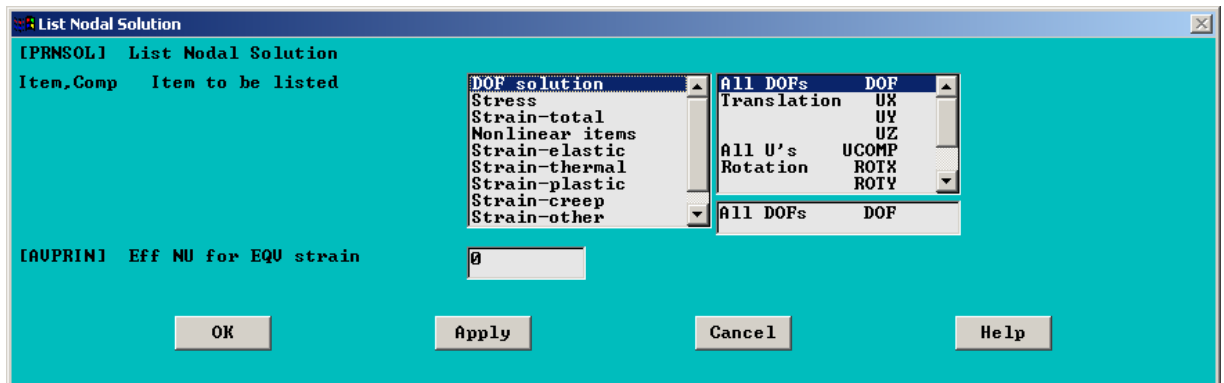 List Nodal Solution
[PRNSOL] List Nodal Solution
Item,Comp Item to be listed
DOF solution
Stress
Strain-total
Nonlinear items
Strain-elastic
Strain-thermal
Strain-plastic
Strain-creep
Strain-other
All DOFs DOF
Translation UX
UY
UZ
All U's UCOMP
Rotation ROTX
ROTY
All DOFs DOF
[AVPRIN] Eff NU for EQV strain
0
OK Apply Cancel Help